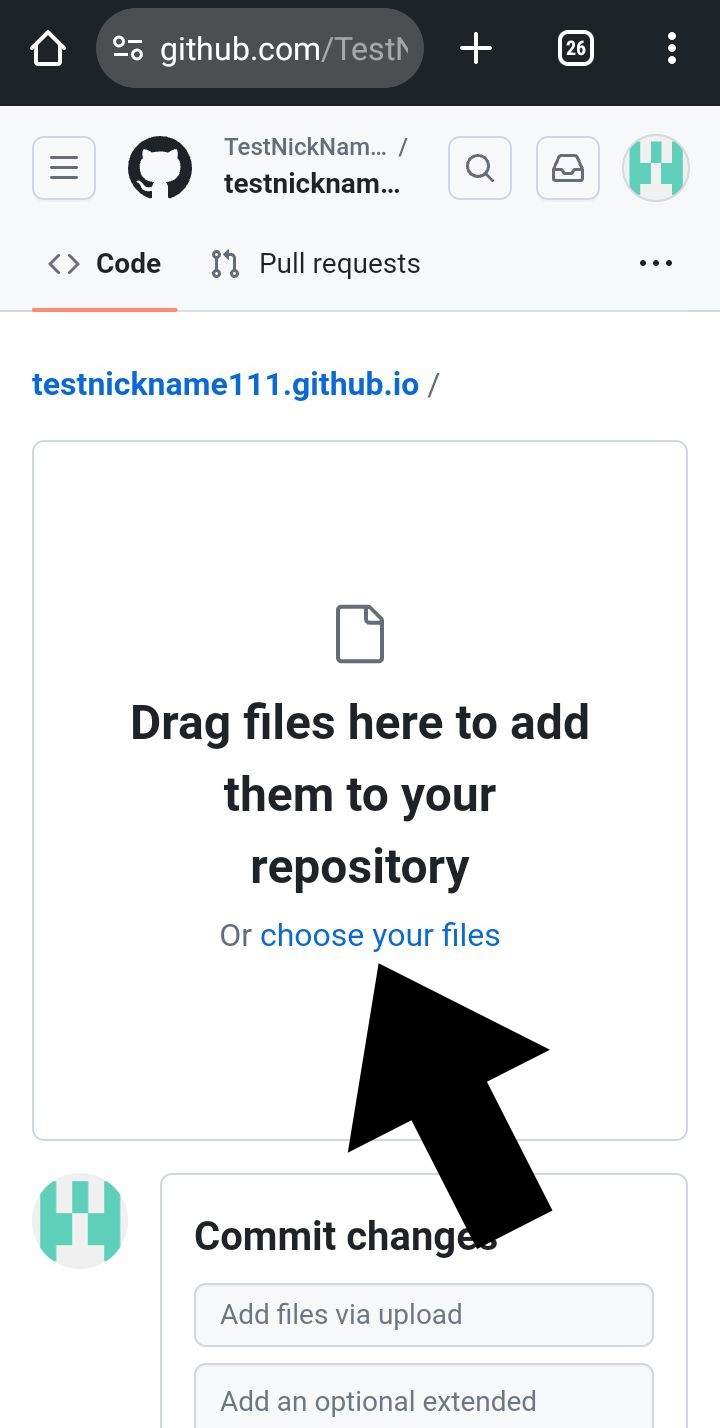 github.com/TestN
26
TestNickNam... /
testnicknam...
Code
Pull requests
testnickname111.github.io /
Drag files here to add
them to your
repository
Or choose your files
Commit changes
Add files via upload
Add an optional extended